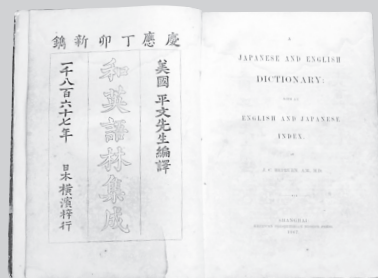 慶應丁卯新鐫
美國平文先生編譯
和英語林集成
一千八百六十七年
日本橫濱梓行
A
JAPANESE AND ENGLISH
DICTIONARY;
WITH AN
ENGLISH AND JAPANESE
INDEX.
BY
J. C. HEPBURN, A.M., M.D.
SHANGHAI:
1867.